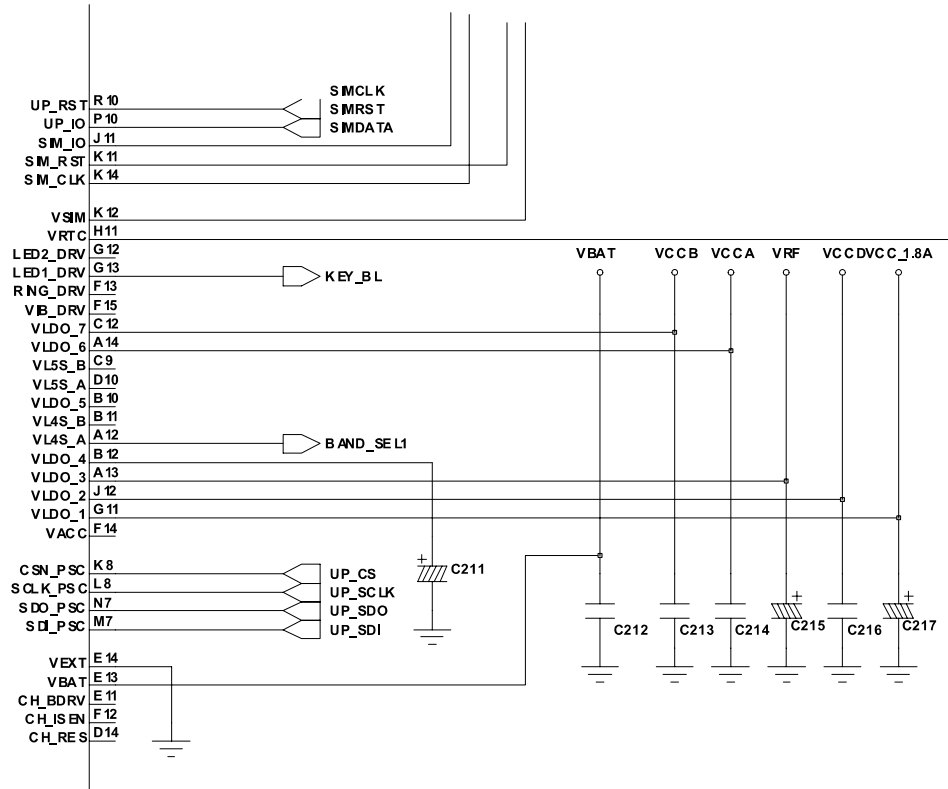 SIMCLK
UP_RST R10 SIMRST
UP_IO P10 SIMDATA
SIM_IO J11
SIM_RST K11
SIM_CLK K14
VSIM K12
VRTC H11
LED2_DRV G12 VBAT VCCB VCCA VRF VCCD VCC_1.8A
LED1_DRV G13 KEY_BL
RING_DRV F13
VIB_DRV F15
VLDO_7 C12
VLDO_6 A14
VL5S_B C9
VL5S_A D10
VLDO_5 B10
VL4S_B B11
VL4S_A A12 BAND_SEL1
VLDO_4 B12
VLDO_3 A13
VLDO_2 J12
VLDO_1 G11
VACC F14
+
CSN_PSC K8 UP_CS C211
SCLK_PSC L8 UP_SCLK
+ +
SDO_PSC N7 UP_SDO
SDI_PSC M7 UP_SDI C212 C213 C214 C215 C216 C217
VEXT E14
VBAT E13
CH_BDRV E11
CH_ISEN F12
CH_RES D14